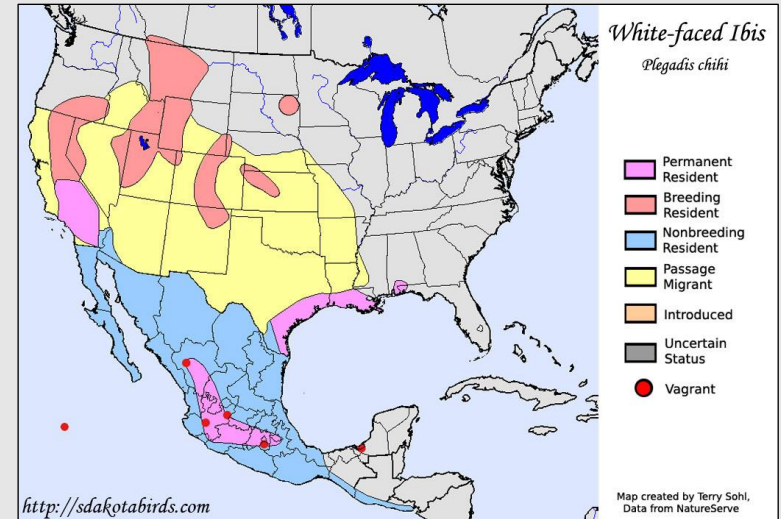 White-faced Ibis
Plegadis chihi
Permanent
Resident
Breeding
Resident
Nonbreeding
Resident
Passage
Migrant
Introduced
Uncertain
Status
Vagrant
Map created by Terry Sohl,
Data from NatureServe
http://sdakotabirds.com